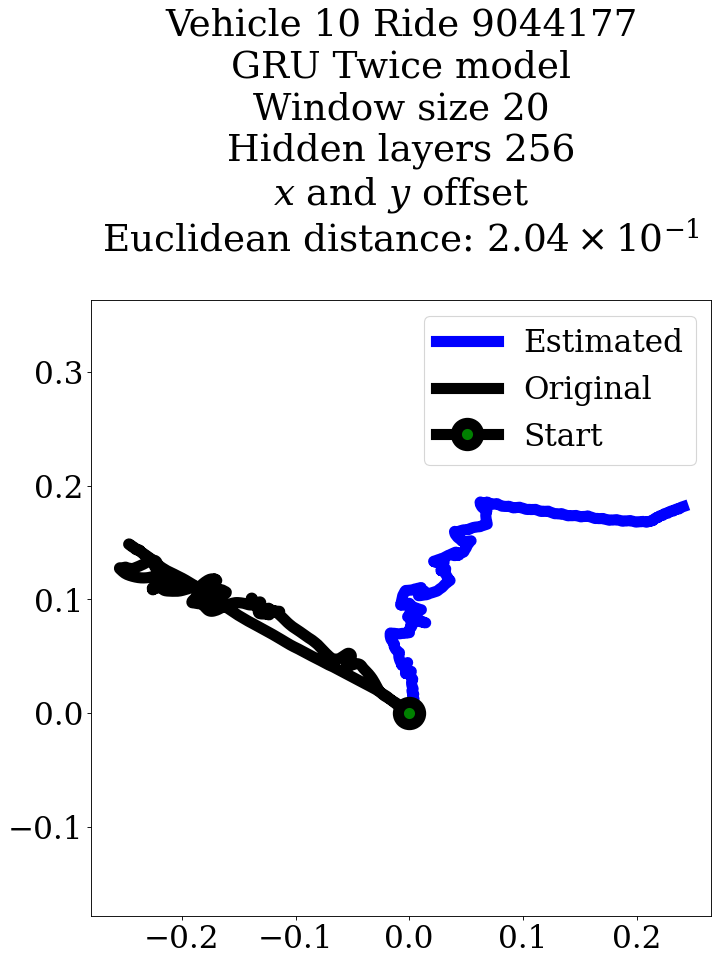 Vehicle 10 Ride 9044177
GRU Twice model
Window size 20
Hidden layers 256
x and y offset
Euclidean distance: 2.04 × 10⁻¹
Estimated
Original
Start
0.3
0.2
0.1
0.0
−0.1
−0.2
−0.1
0.0
0.1
0.2